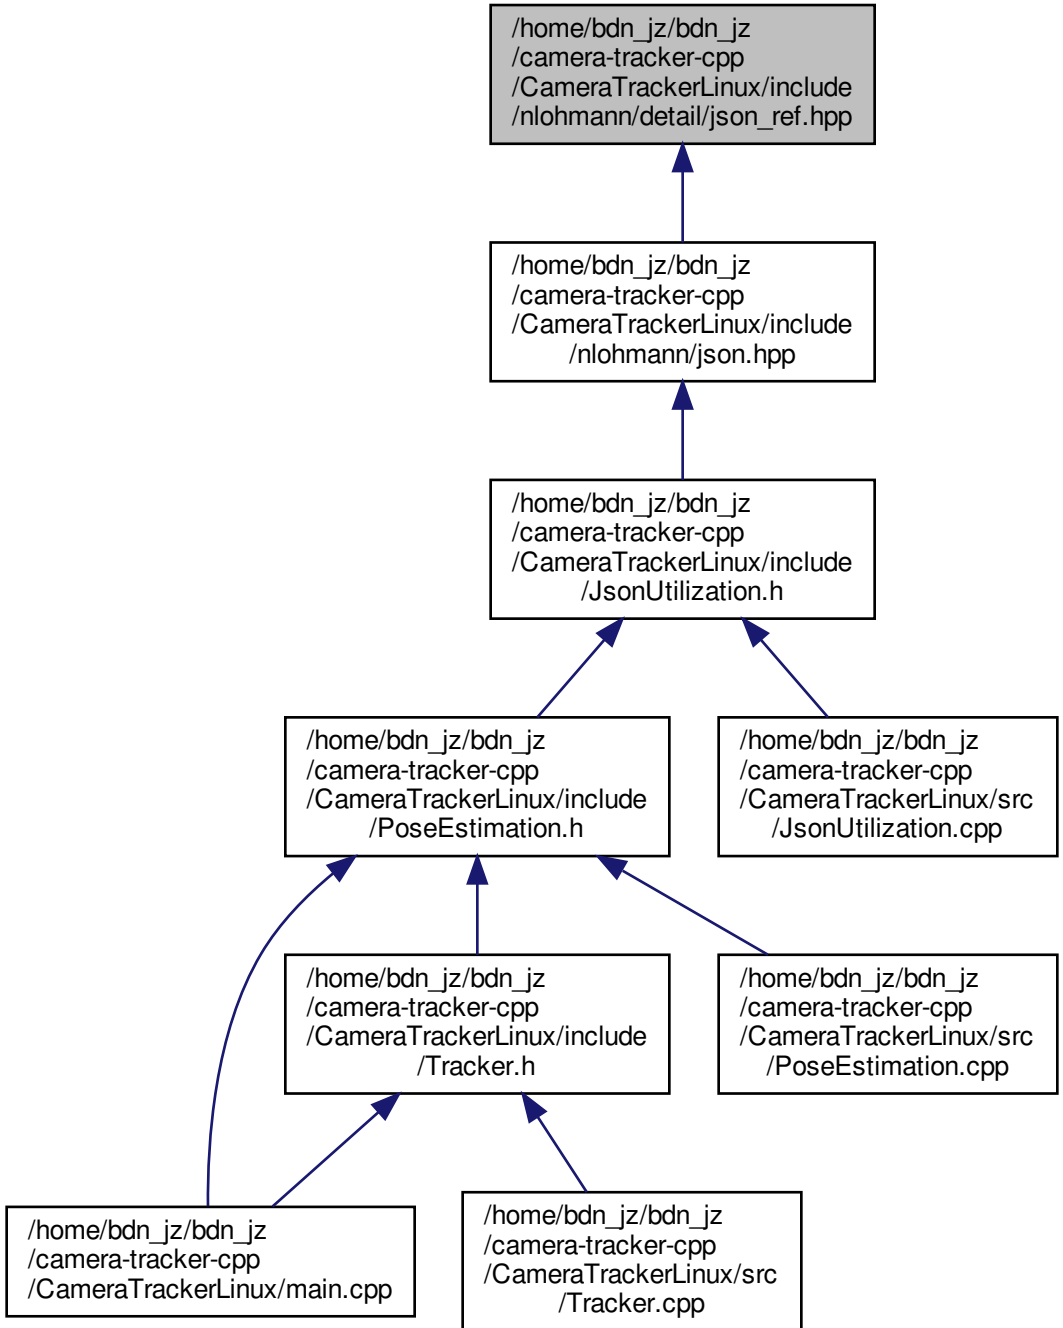 /home/bdn_jz/bdn_jz
/camera-tracker-cpp
/CameraTrackerLinux/include
/nlohmann/detail/json_ref.hpp
/home/bdn_jz/bdn_jz
/camera-tracker-cpp
/CameraTrackerLinux/include
/nlohmann/json.hpp
/home/bdn_jz/bdn_jz
/camera-tracker-cpp
/CameraTrackerLinux/include
/JsonUtilization.h
/home/bdn_jz/bdn_jz
/camera-tracker-cpp
/CameraTrackerLinux/include
/PoseEstimation.h
/home/bdn_jz/bdn_jz
/camera-tracker-cpp
/CameraTrackerLinux/src
/JsonUtilization.cpp
/home/bdn_jz/bdn_jz
/camera-tracker-cpp
/CameraTrackerLinux/include
/Tracker.h
/home/bdn_jz/bdn_jz
/camera-tracker-cpp
/CameraTrackerLinux/src
/PoseEstimation.cpp
/home/bdn_jz/bdn_jz
/camera-tracker-cpp
/CameraTrackerLinux/main.cpp
/home/bdn_jz/bdn_jz
/camera-tracker-cpp
/CameraTrackerLinux/src
/Tracker.cpp